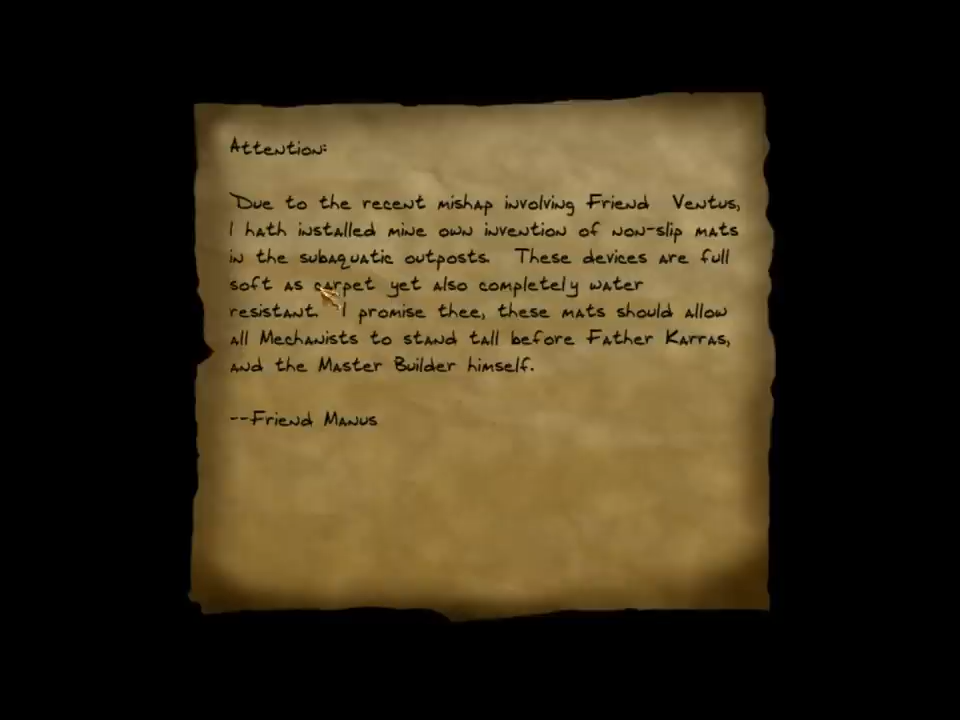 Attention:
Due to the recent mishap involving Friend Ventus,
I hath installed mine own invention of non-slip mats
in the subaquatic outposts. These devices are full
soft as carpet yet also completely water
resistant. I promise thee, these mats should allow
all Mechanists to stand tall before Father Karras,
and the Master Builder himself.
--Friend Manus